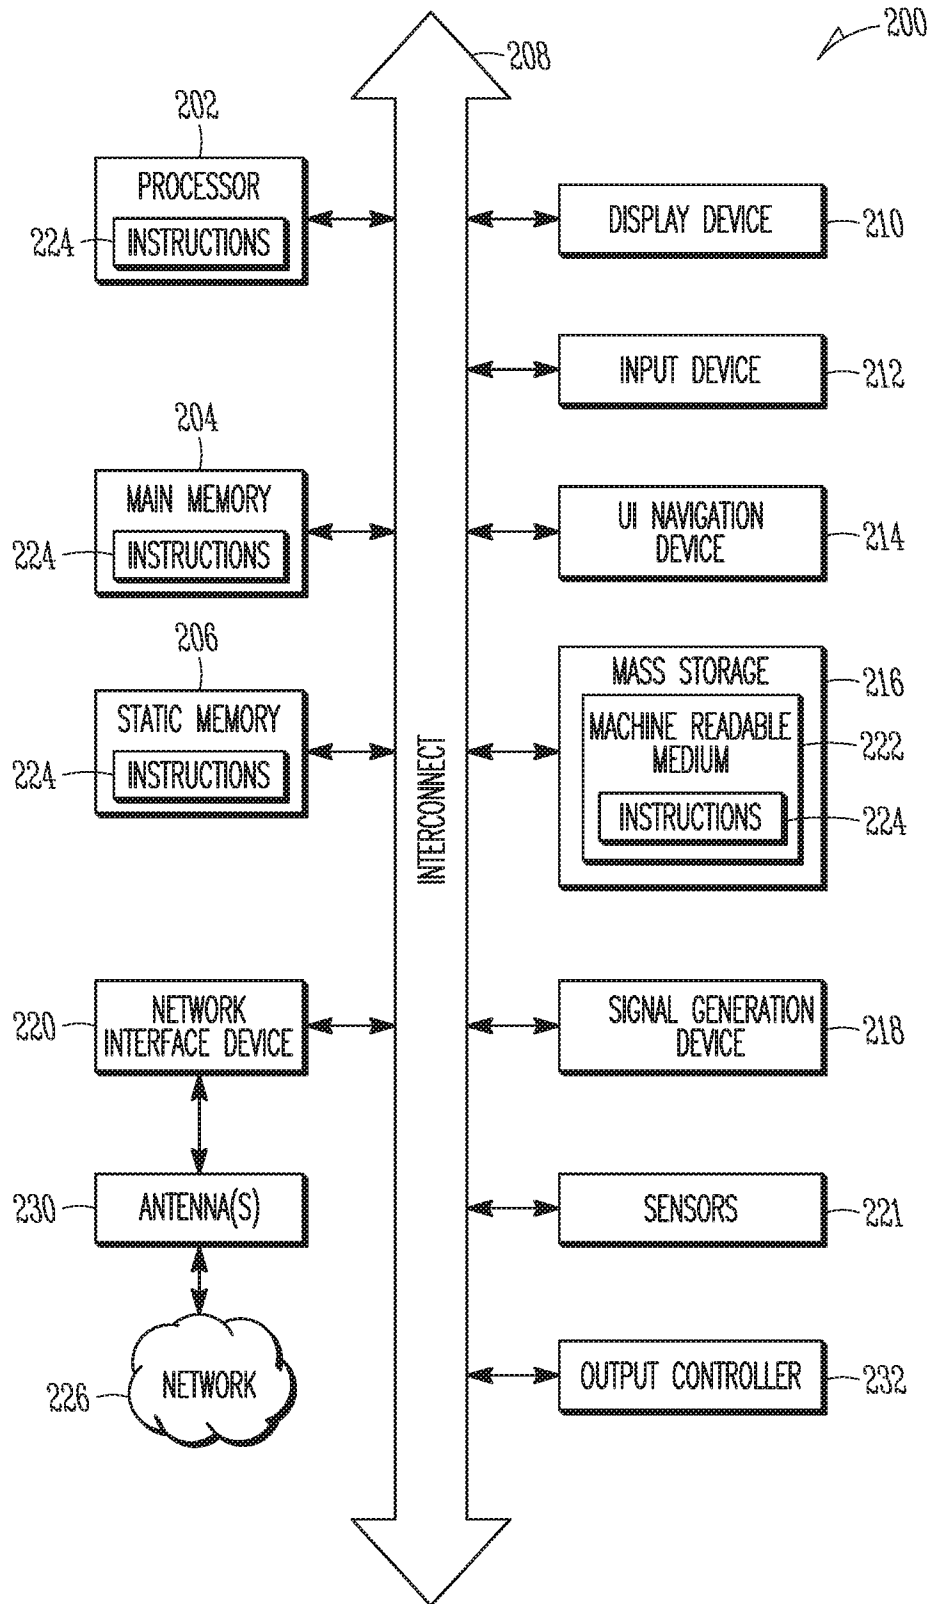 200
208
202
PROCESSOR
224
INSTRUCTIONS
204
MAIN MEMORY
224
INSTRUCTIONS
206
STATIC MEMORY
224
INSTRUCTIONS
220
NETWORK
INTERFACE DEVICE
230
ANTENNA(S)
226
NETWORK
INTERCONNECT
DISPLAY DEVICE
210
INPUT DEVICE
212
UI NAVIGATION
DEVICE
214
MASS STORAGE
216
MACHINE READABLE
MEDIUM
222
INSTRUCTIONS
224
SIGNAL GENERATION
DEVICE
218
SENSORS
221
OUTPUT CONTROLLER
232